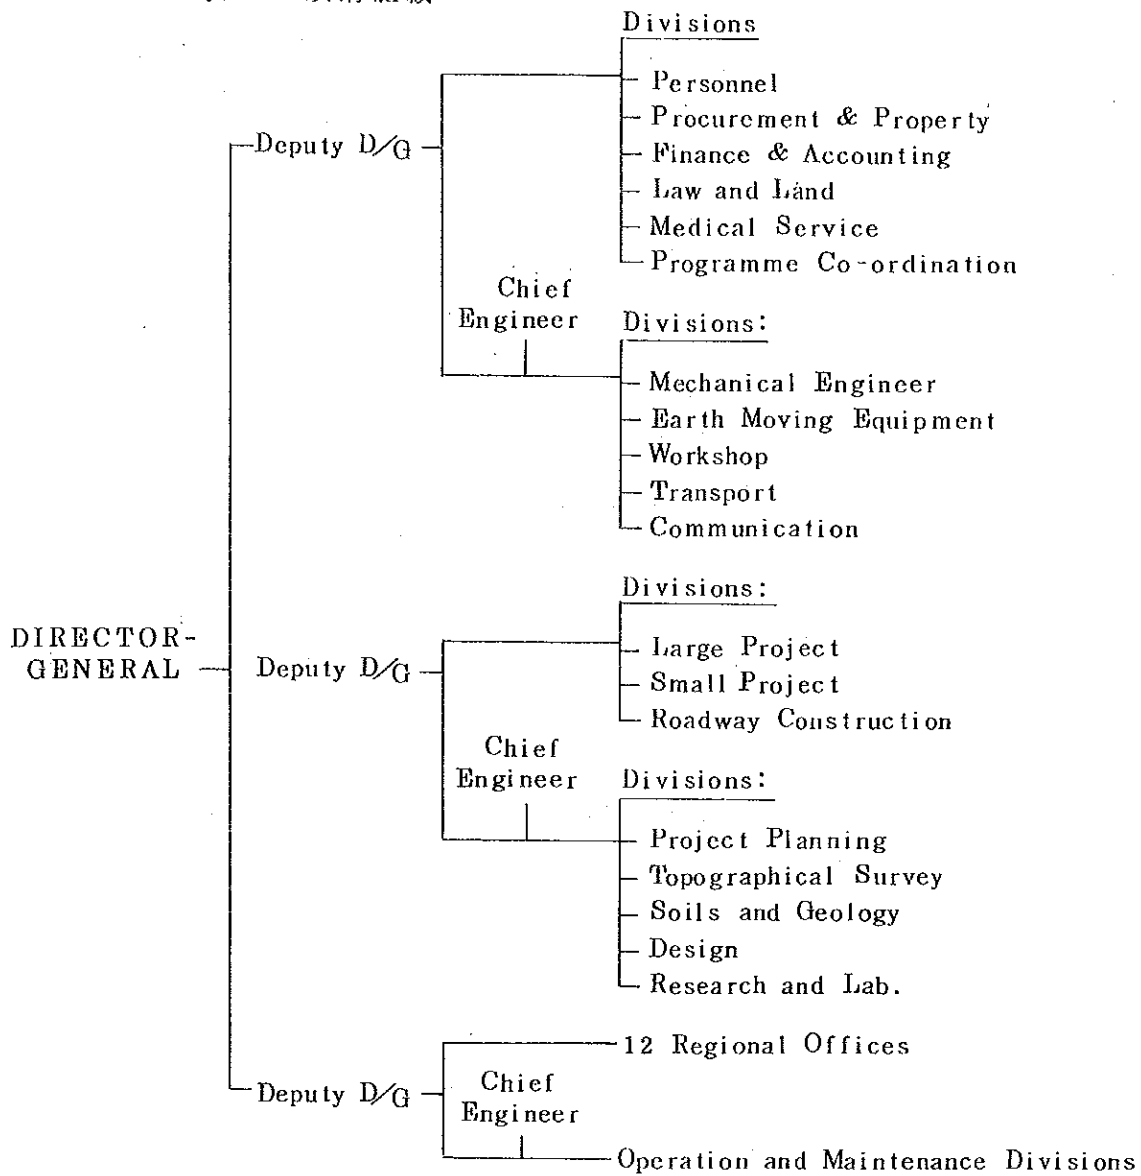 Divisions
Personnel
Procurement & Property
Deputy D/G
Finance & Accounting
Law and Land
Medical Service
Programme Co-ordination
Chief
Engineer
Divisions:
Mechanical Engineer
Earth Moving Equipment
Workshop
Transport
Communication
DIRECTOR-
GENERAL
Deputy D/G
Divisions:
Large Project
Small Project
Roadway Construction
Chief
Engineer
Divisions:
Project Planning
Topographical Survey
Soils and Geology
Design
Research and Lab.
Deputy D/G
12 Regional Offices
Chief
Engineer
Operation and Maintenance Divisions